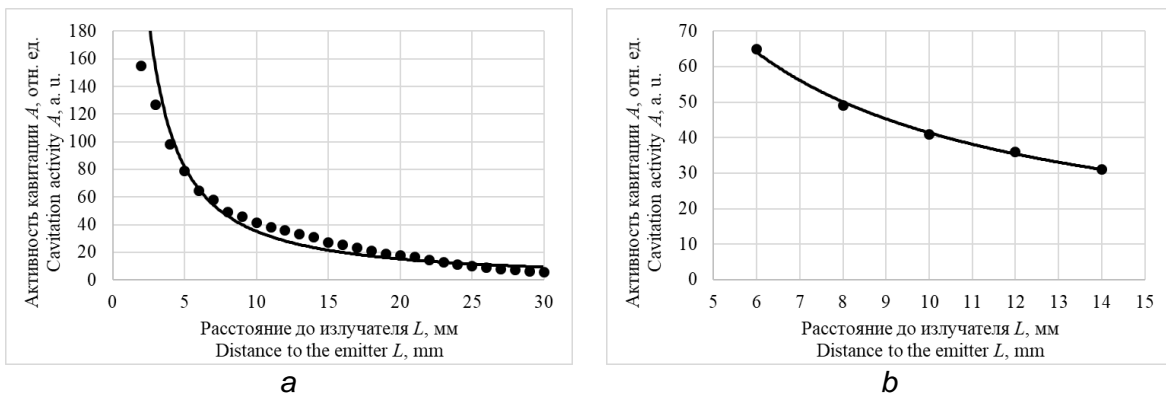 Активность кавитации А, отн. ед.
Cavitation activity A, a. u.
180
160
140
120
100
80
60
40
20
0
0 5 10 15 20 25 30
Расстояние до излучателя L, мм
Distance to the emitter L, mm
a
Активность кавитации А, отн. ед.
Cavitation activity A, a. u.
70
60
50
40
30
20
10
0
5 6 7 8 9 10 11 12 13 14 15
Расстояние до излучателя L, мм
Distance to the emitter L, mm
b